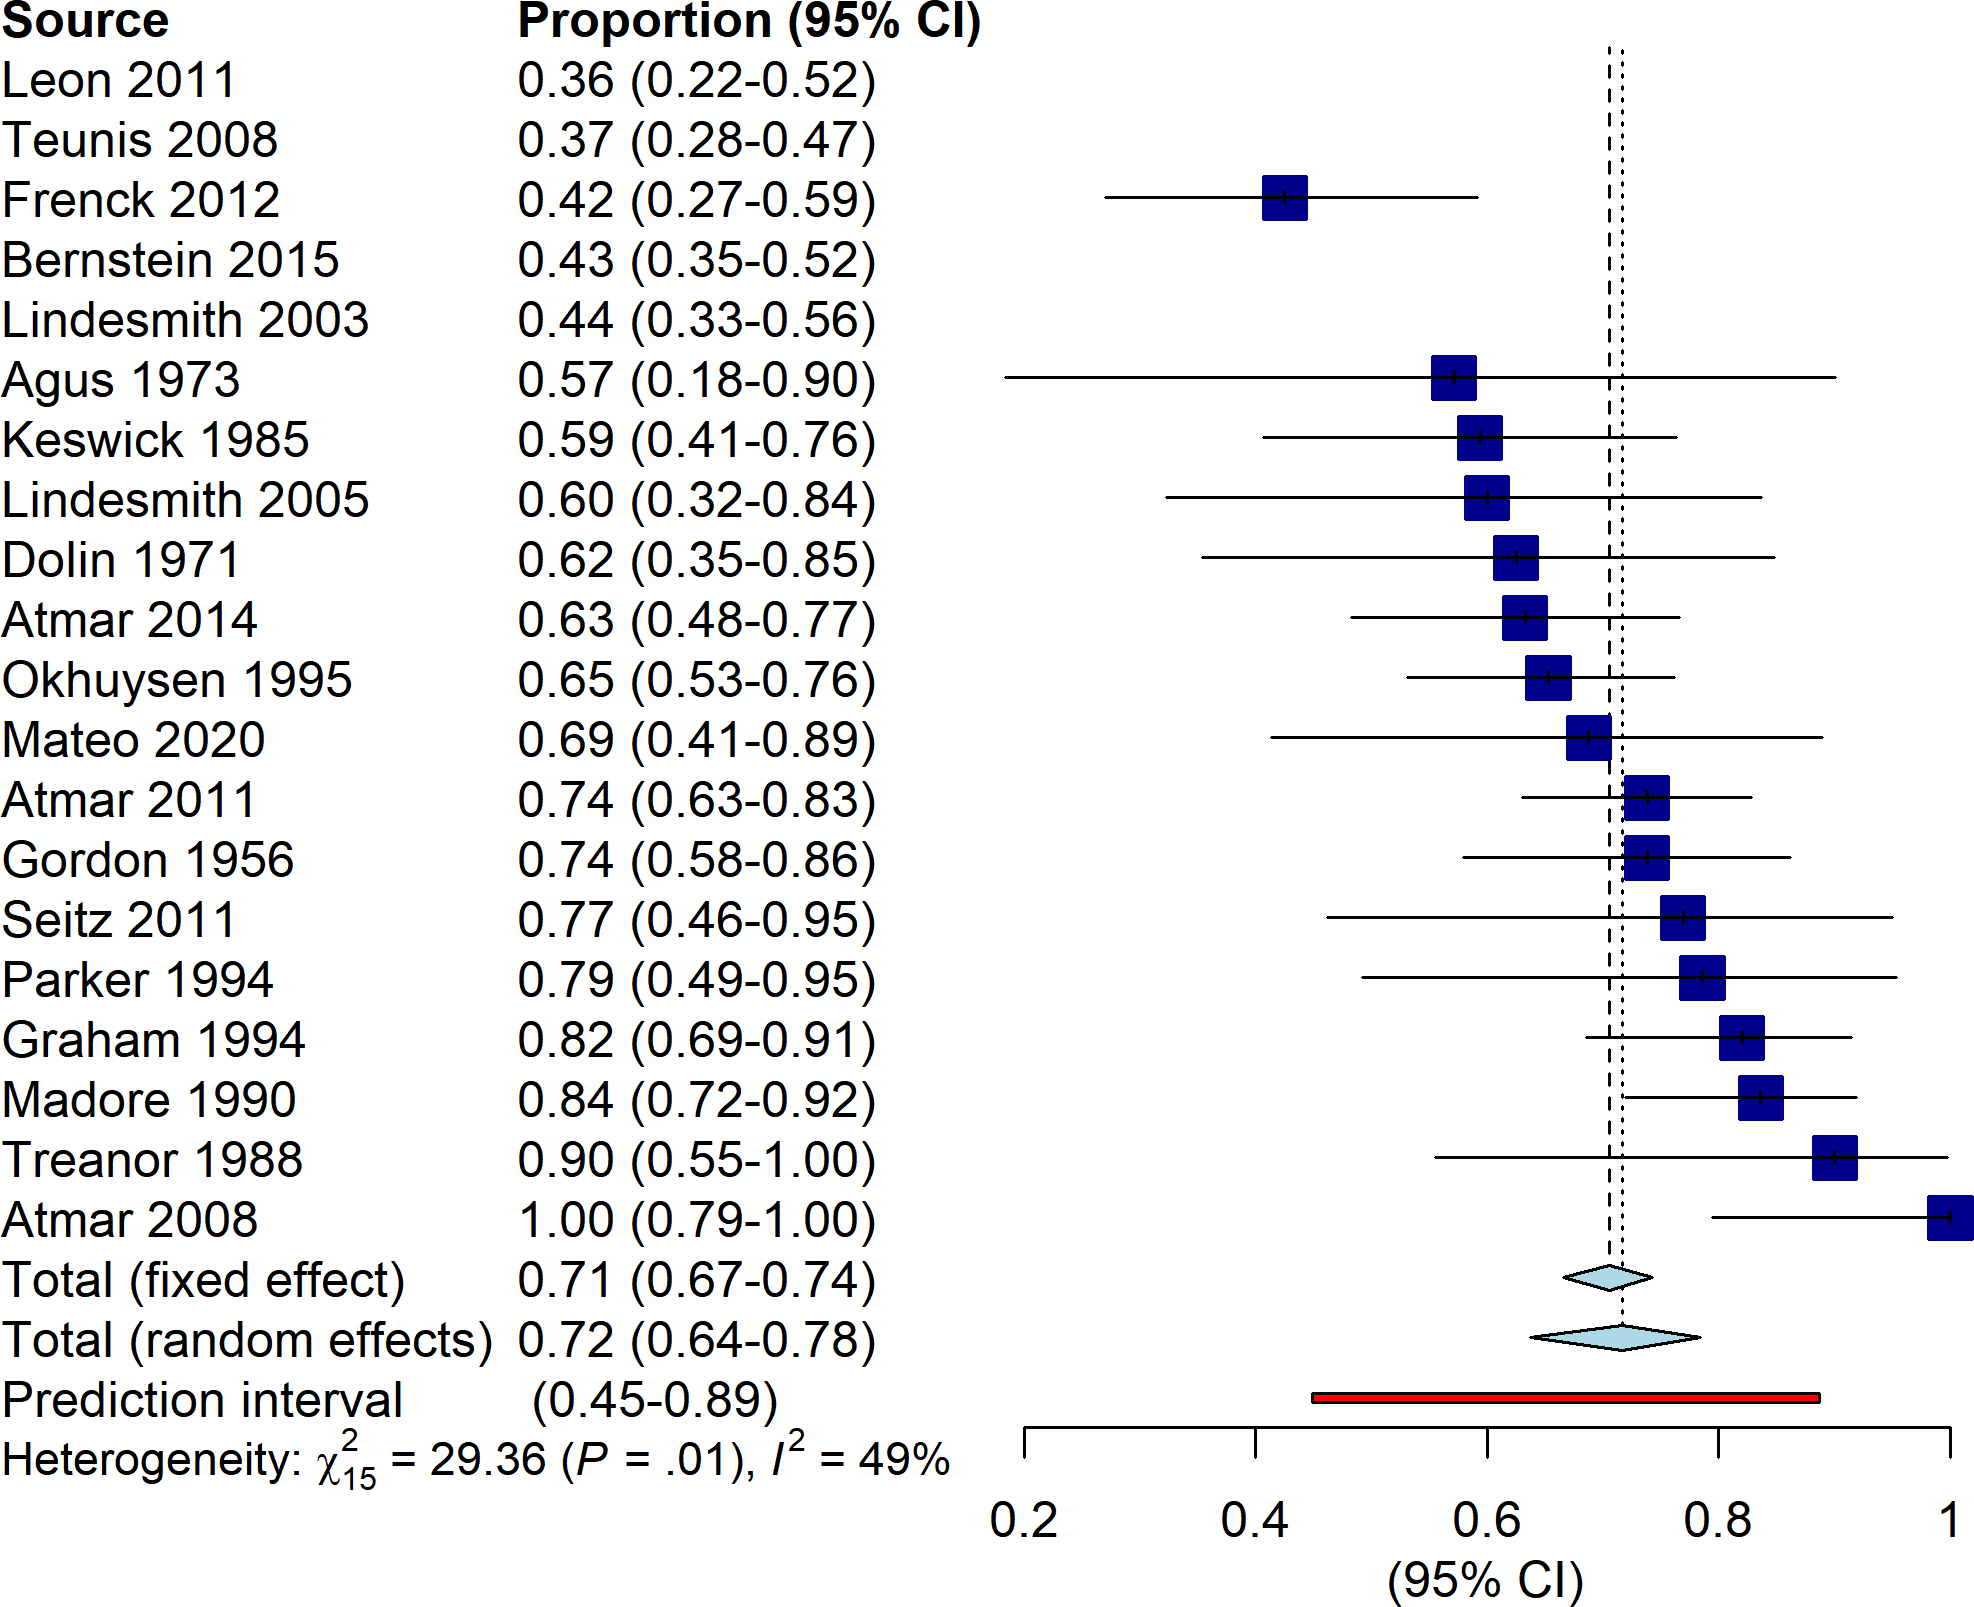 Source Proportion (95% CI)
Leon 2011 0.36 (0.22-0.52)
Teunis 2008 0.37 (0.28-0.47)
Frenck 2012 0.42 (0.27-0.59)
Bernstein 2015 0.43 (0.35-0.52)
Lindesmith 2003 0.44 (0.33-0.56)
Agus 1973 0.57 (0.18-0.90)
Keswick 1985 0.59 (0.41-0.76)
Lindesmith 2005 0.60 (0.32-0.84)
Dolin 1971 0.62 (0.35-0.85)
Atmar 2014 0.63 (0.48-0.77)
Okhuysen 1995 0.65 (0.53-0.76)
Mateo 2020 0.69 (0.41-0.89)
Atmar 2011 0.74 (0.63-0.83)
Gordon 1956 0.74 (0.58-0.86)
Seitz 2011 0.77 (0.46-0.95)
Parker 1994 0.79 (0.49-0.95)
Graham 1994 0.82 (0.69-0.91)
Madore 1990 0.84 (0.72-0.92)
Treanor 1988 0.90 (0.55-1.00)
Atmar 2008 1.00 (0.79-1.00)
Total (fixed effect) 0.71 (0.67-0.74)
Total (random effects) 0.72 (0.64-0.78)
Prediction interval (0.45-0.89)
Heterogeneity: χ²₁₅ = 29.36 (P = .01), I² = 49%
0.2 0.4 0.6 0.8 1
(95% CI)